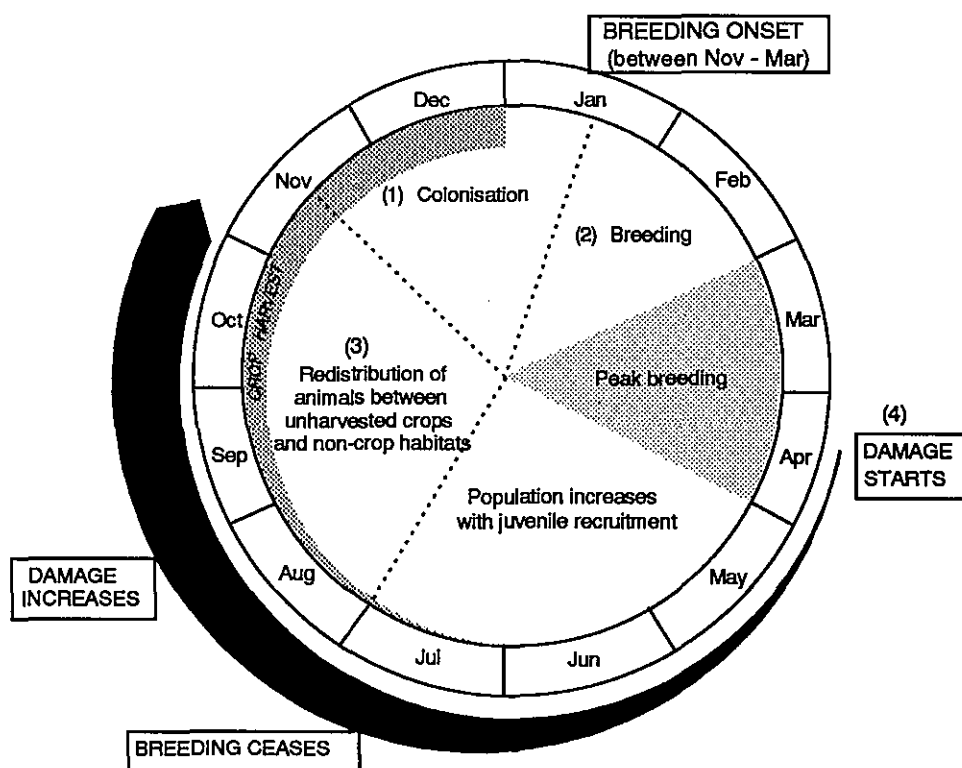 BREEDING ONSET
(between Nov - Mar)
Dec
Jan
Nov
Feb
(1) Colonisation
(2) Breeding
Oct
CROP HARVEST
Mar
(3)
Redistribution of
animals between
unharvested crops
and non-crop habitats
Peak breeding
(4)
DAMAGE
STARTS
Sep
Apr
Population increases
with juvenile recruitment
DAMAGE
INCREASES
Aug
May
Jul
Jun
BREEDING CEASES